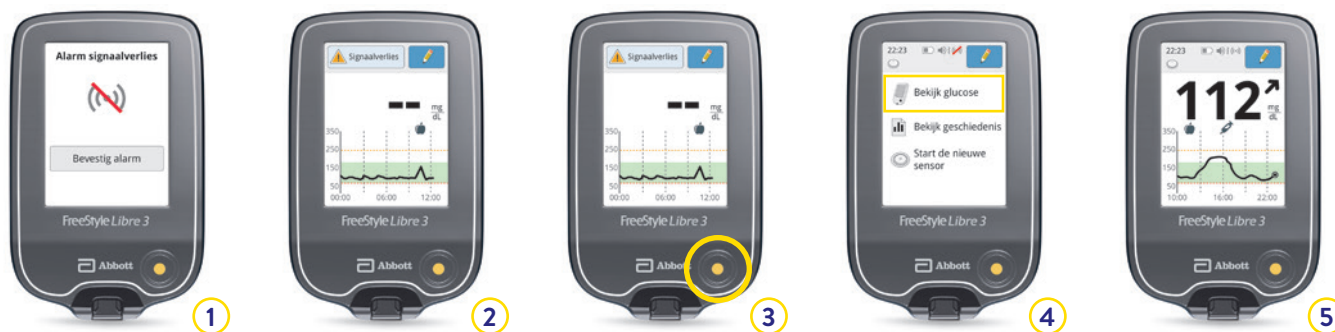 Alarm signaalverlies
Bevestig alarm
FreeStyle Libre 3
Abbott
1
Signaalverlies
-- mg/dL
350
250
150
50
00:00 06:00 12:00
FreeStyle Libre 3
Abbott
2
Signaalverlies
-- mg/dL
350
250
150
50
00:00 06:00 12:00
FreeStyle Libre 3
Abbott
3
22:23
Bekijk glucose
Bekijk geschiedenis
Start de nieuwe
sensor
FreeStyle Libre 3
Abbott
4
22:23
112 mg/dL
350
250
150
50
10:00 16:00 22:00
FreeStyle Libre 3
Abbott
5